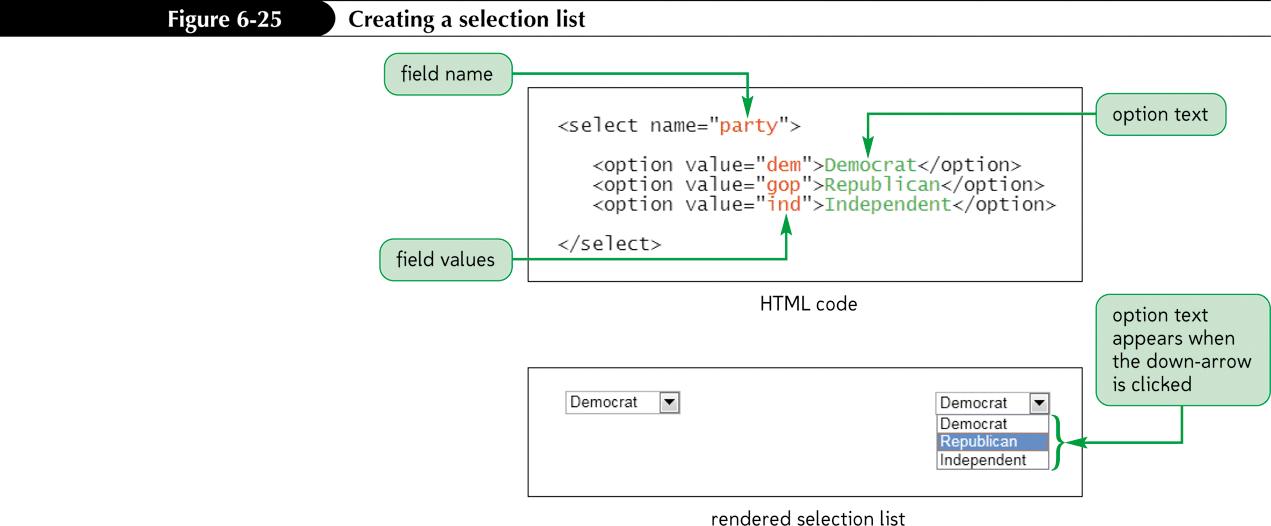 Figure 6-25 Creating a selection list
field name
<select name="party">
option text
<option value="dem">Democrat</option>
<option value="gop">Republican</option>
<option value="ind">Independent</option>
</select>
field values
HTML code
option text
appears when
the down-arrow
is clicked
Democrat
Democrat
Democrat
Republican
Independent
rendered selection list